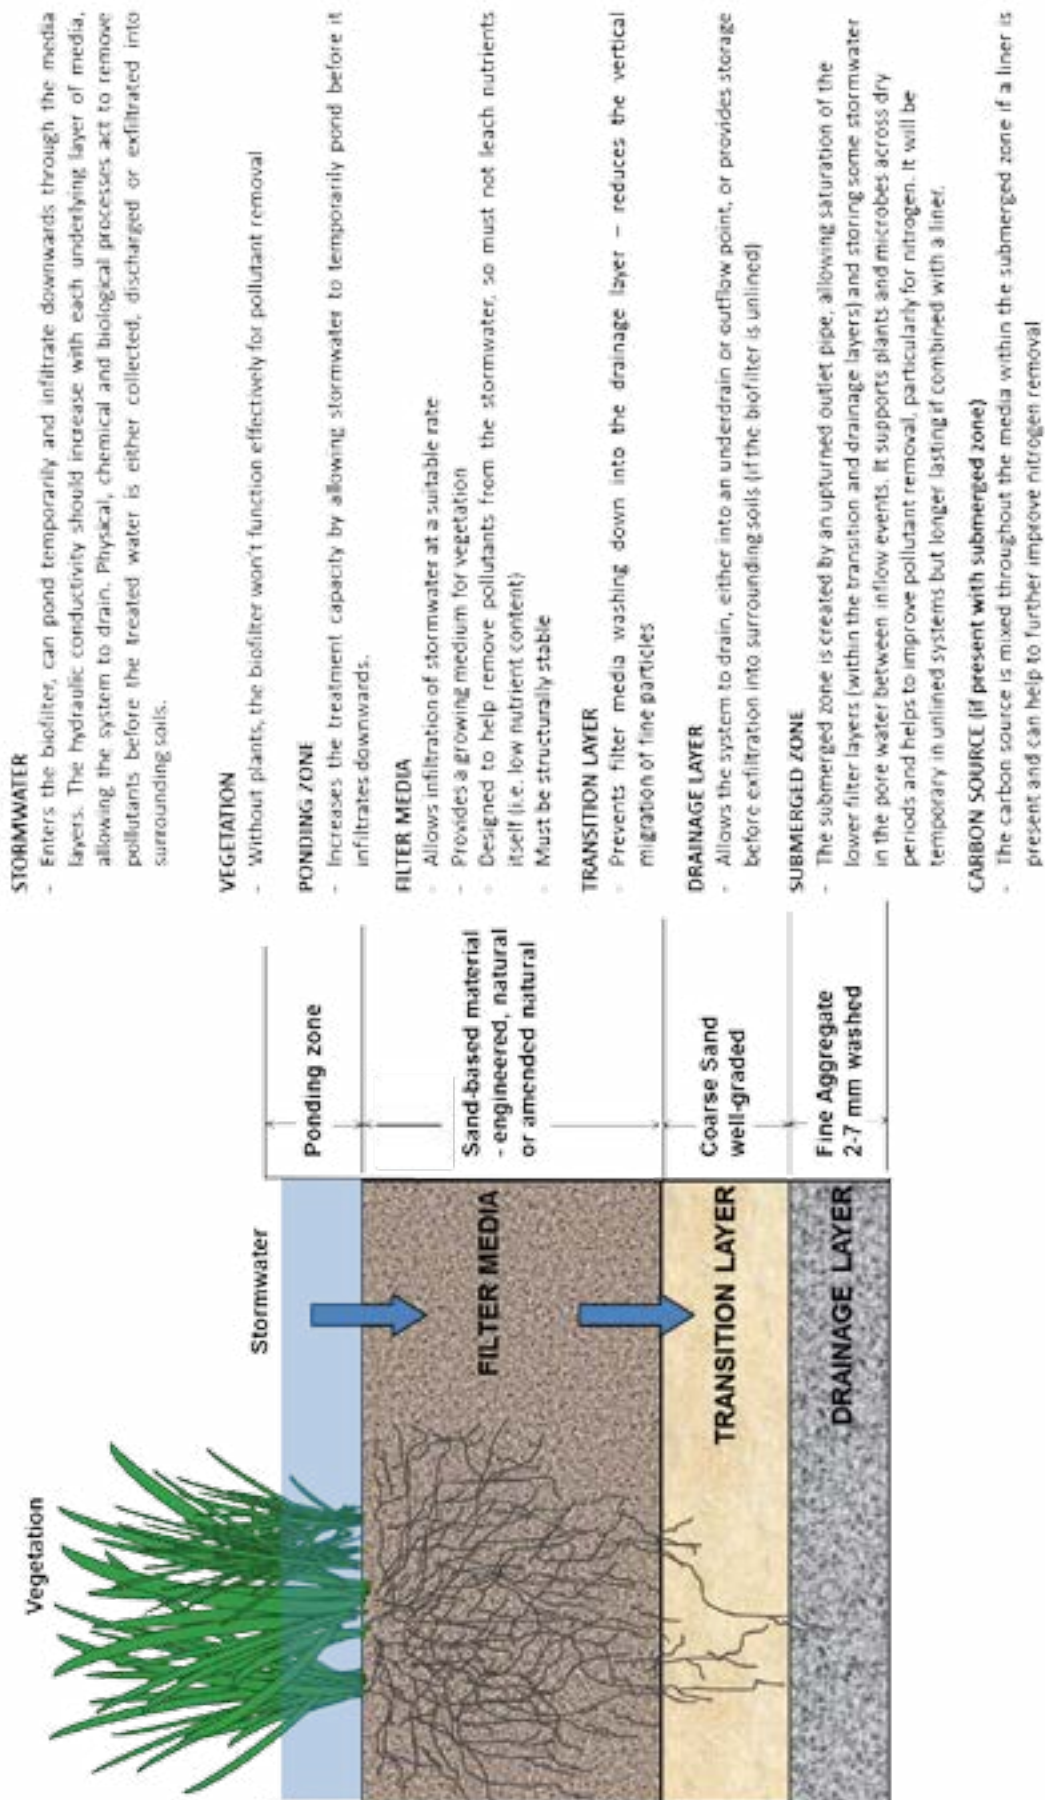 Vegetation
Stormwater
FILTER MEDIA
TRANSITION LAYER
DRAINAGE LAYER
Ponding zone
Sand-based material
- engineered, natural
or amended natural
Coarse Sand
well-graded
Fine Aggregate
2-7 mm washed
STORMWATER
- Enters the biofilter, can pond temporarily and infiltrate downwards through the media
layers. The hydraulic conductivity should increase with each underlying layer of media,
allowing the system to drain. Physical, chemical and biological processes act to remove
pollutants before the treated water is either collected, discharged or exfiltrated into
surrounding soils.
VEGETATION
- Without plants, the biofilter won't function effectively for pollutant removal
PONDING ZONE
- Increases the treatment capacity by allowing stormwater to temporarily pond before it
infiltrates downwards.
FILTER MEDIA
- Allows infiltration of stormwater at a suitable rate
- Provides a growing medium for vegetation
- Designed to help remove pollutants from the stormwater, so must not leach nutrients
itself (i.e. low nutrient content)
- Must be structurally stable
TRANSITION LAYER
- Prevents filter media washing down into the drainage layer – reduces the vertical
migration of fine particles
DRAINAGE LAYER
- Allows the system to drain, either into an underdrain or outflow point, or provides storage
before exfiltration into surrounding soils (if the biofilter is unlined)
SUBMERGED ZONE
- The submerged zone is created by an upturned outlet pipe, allowing saturation of the
lower filter layers (within the transition and drainage layers) and storing some stormwater
in the pore water between inflow events. It supports plants and microbes across dry
periods and helps to improve pollutant removal, particularly for nitrogen. It will be
temporary in unlined systems but longer lasting if combined with a liner.
CARBON SOURCE (if present with submerged zone)
- The carbon source is mixed throughout the media within the submerged zone if a liner is
present and can help to further improve nitrogen removal